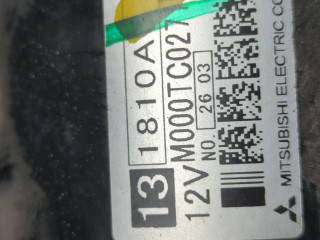 13 1810A
12V M000TC027
NO. 26 03
MITSUBISHI ELECTRIC CO